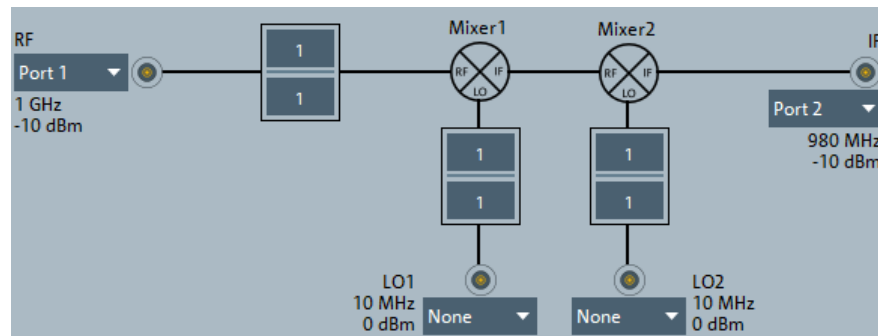 RF
Port 1
1 GHz
-10 dBm
1
1
Mixer1
RF
IF
LO
Mixer2
RF
IF
LO
IF
Port 2
980 MHz
-10 dBm
1
1
1
1
LO1
10 MHz
0 dBm
None
None
LO2
10 MHz
0 dBm